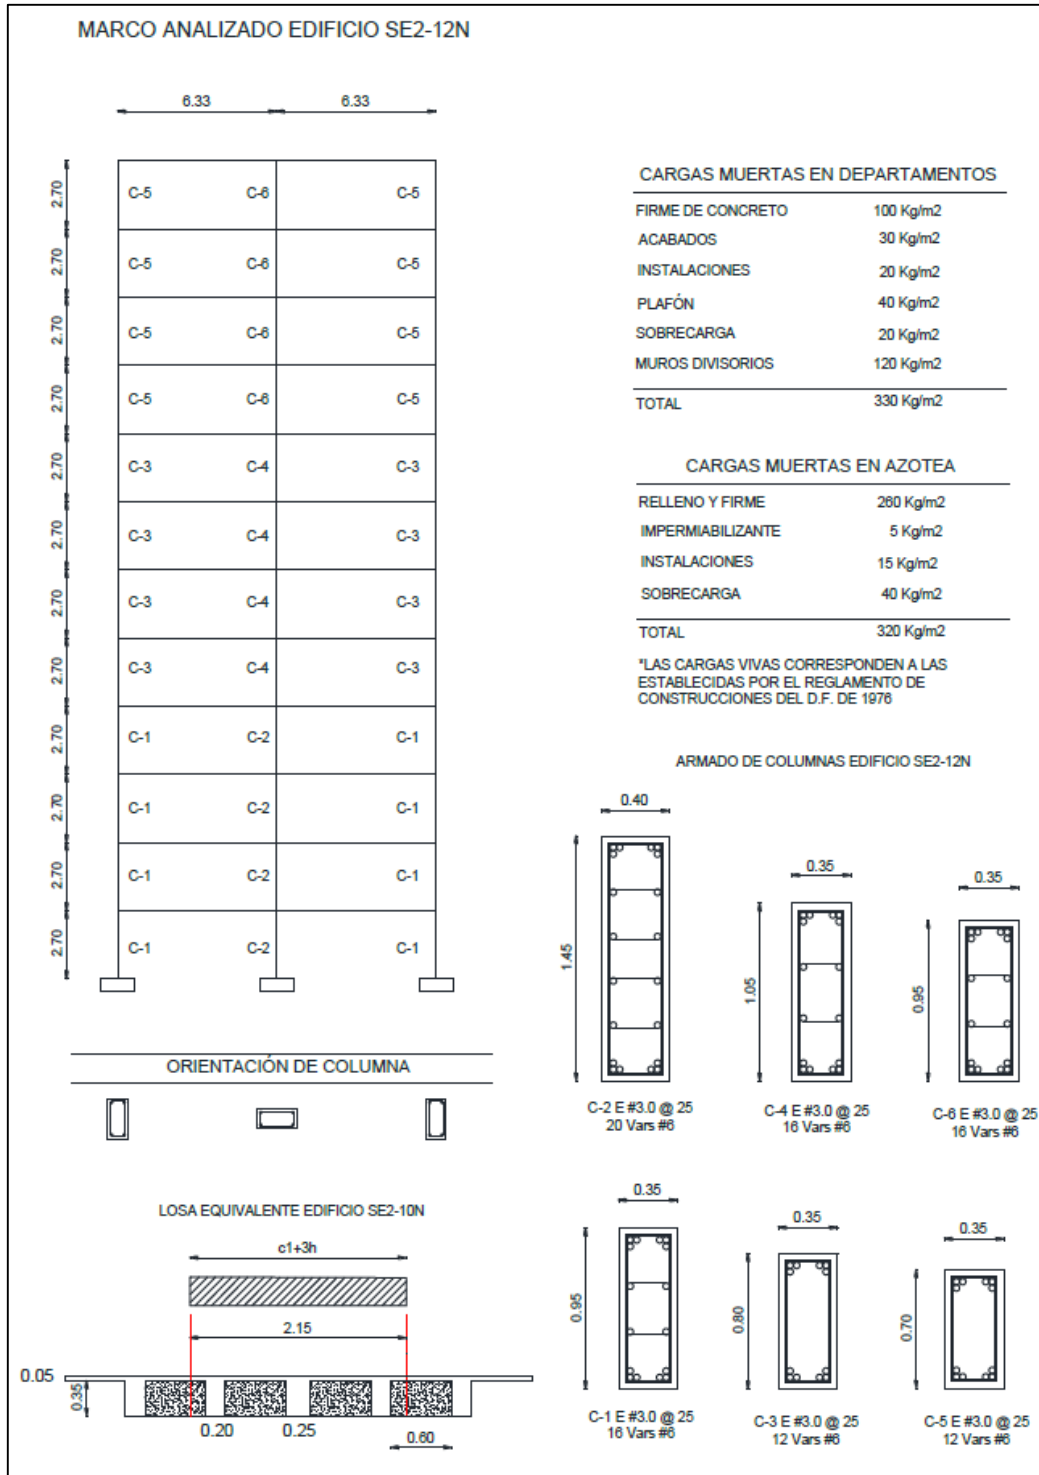 MARCO ANALIZADO EDIFICIO SE2-12N
6.33 6.33
2.70 C-5 C-6 C-5
2.70 C-5 C-6 C-5
2.70 C-5 C-6 C-5
2.70 C-5 C-6 C-5
2.70 C-3 C-4 C-3
2.70 C-3 C-4 C-3
2.70 C-3 C-4 C-3
2.70 C-3 C-4 C-3
2.70 C-1 C-2 C-1
2.70 C-1 C-2 C-1
2.70 C-1 C-2 C-1
2.70 C-1 C-2 C-1
ORIENTACIÓN DE COLUMNA
LOSA EQUIVALENTE EDIFICIO SE2-10N
c1+3h
2.15
0.05
0.35
0.20 0.25
0.60
CARGAS MUERTAS EN DEPARTAMENTOS
FIRME DE CONCRETO 100 Kg/m2
ACABADOS 30 Kg/m2
INSTALACIONES 20 Kg/m2
PLAFÓN 40 Kg/m2
SOBRECARGA 20 Kg/m2
MUROS DIVISORIOS 120 Kg/m2
TOTAL 330 Kg/m2
CARGAS MUERTAS EN AZOTEA
RELLENO Y FIRME 260 Kg/m2
IMPERMIABILIZANTE 5 Kg/m2
INSTALACIONES 15 Kg/m2
SOBRECARGA 40 Kg/m2
TOTAL 320 Kg/m2
*LAS CARGAS VIVAS CORRESPONDEN A LAS
ESTABLECIDAS POR EL REGLAMENTO DE
CONSTRUCCIONES DEL D.F. DE 1976
ARMADO DE COLUMNAS EDIFICIO SE2-12N
0.40
1.45
C-2 E #3.0 @ 25
20 Vars #6
0.35
1.05
C-4 E #3.0 @ 25
16 Vars #6
0.35
0.95
C-6 E #3.0 @ 25
16 Vars #6
0.35
0.95
C-1 E #3.0 @ 25
16 Vars #6
0.35
0.80
C-3 E #3.0 @ 25
12 Vars #6
0.35
0.70
C-5 E #3.0 @ 25
12 Vars #6